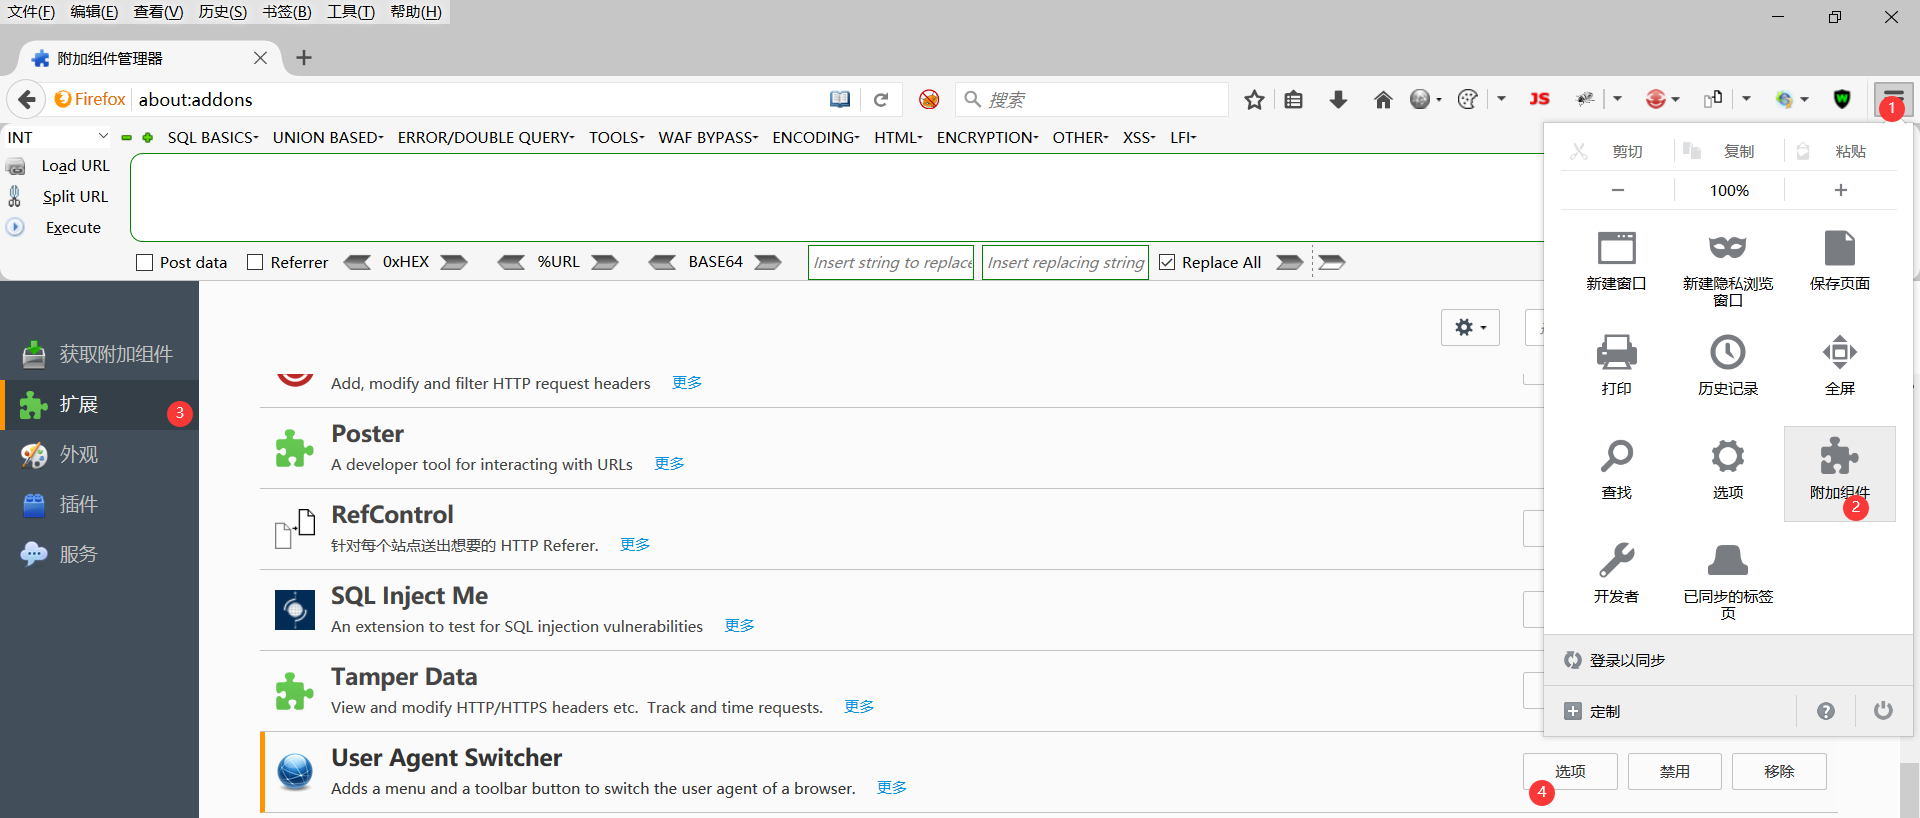 文件(F) 编辑(E) 查看(V) 历史(S) 书签(B) 工具(T) 帮助(H)
附加组件管理器
Firefox about:addons 搜索 JS W 1
INT SQL BASICS UNION BASED ERROR/DOUBLE QUERY TOOLS WAF BYPASS ENCODING HTML ENCRYPTION OTHER XSS LFI
Load URL
Split URL
Execute
Post data Referrer 0xHEX %URL BASE64 Insert string to replace Insert replacing string Replace All
剪切 复制 粘贴
− 100% +
新建窗口 新建隐私浏览窗口 保存页面
打印 历史记录 全屏
查找 选项 附加组件 2
开发者 已同步的标签页
登录以同步
定制
获取附加组件
扩展 3
外观
插件
服务
Add, modify and filter HTTP request headers 更多
Poster
A developer tool for interacting with URLs 更多
RefControl
针对每个站点送出想要的 HTTP Referer. 更多
SQL Inject Me
An extension to test for SQL injection vulnerabilities 更多
Tamper Data
View and modify HTTP/HTTPS headers etc. Track and time requests. 更多
User Agent Switcher
Adds a menu and a toolbar button to switch the user agent of a browser. 更多
选项 禁用 移除
4